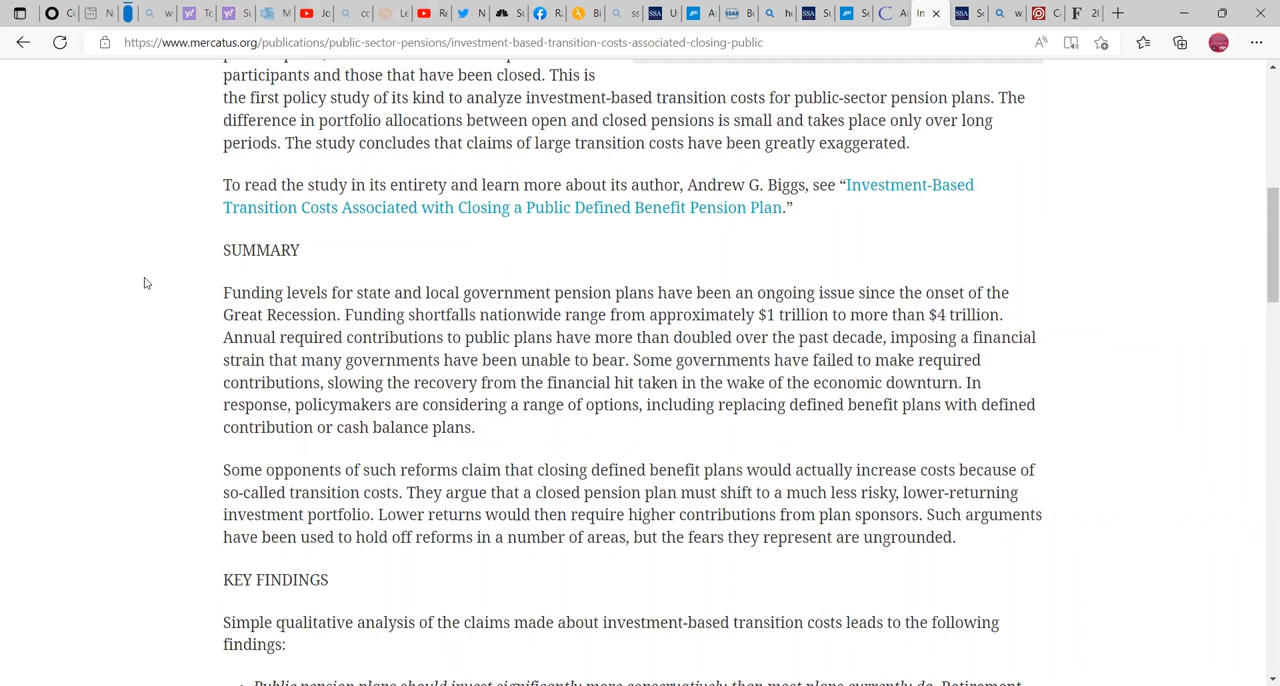 https://www.mercatus.org/publications/public-sector-pensions/investment-based-transition-costs-associated-closing-public
participants and those that have been closed. This is
the first policy study of its kind to analyze investment-based transition costs for public-sector pension plans. The
difference in portfolio allocations between open and closed pensions is small and takes place only over long
periods. The study concludes that claims of large transition costs have been greatly exaggerated.
To read the study in its entirety and learn more about its author, Andrew G. Biggs, see “Investment-Based
Transition Costs Associated with Closing a Public Defined Benefit Pension Plan.”
SUMMARY
Funding levels for state and local government pension plans have been an ongoing issue since the onset of the
Great Recession. Funding shortfalls nationwide range from approximately $1 trillion to more than $4 trillion.
Annual required contributions to public plans have more than doubled over the past decade, imposing a financial
strain that many governments have been unable to bear. Some governments have failed to make required
contributions, slowing the recovery from the financial hit taken in the wake of the economic downturn. In
response, policymakers are considering a range of options, including replacing defined benefit plans with defined
contribution or cash balance plans.
Some opponents of such reforms claim that closing defined benefit plans would actually increase costs because of
so-called transition costs. They argue that a closed pension plan must shift to a much less risky, lower-returning
investment portfolio. Lower returns would then require higher contributions from plan sponsors. Such arguments
have been used to hold off reforms in a number of areas, but the fears they represent are ungrounded.
KEY FINDINGS
Simple qualitative analysis of the claims made about investment-based transition costs leads to the following
findings:
Public pension plans should invest significantly more conservatively than most plans currently do. Retirement